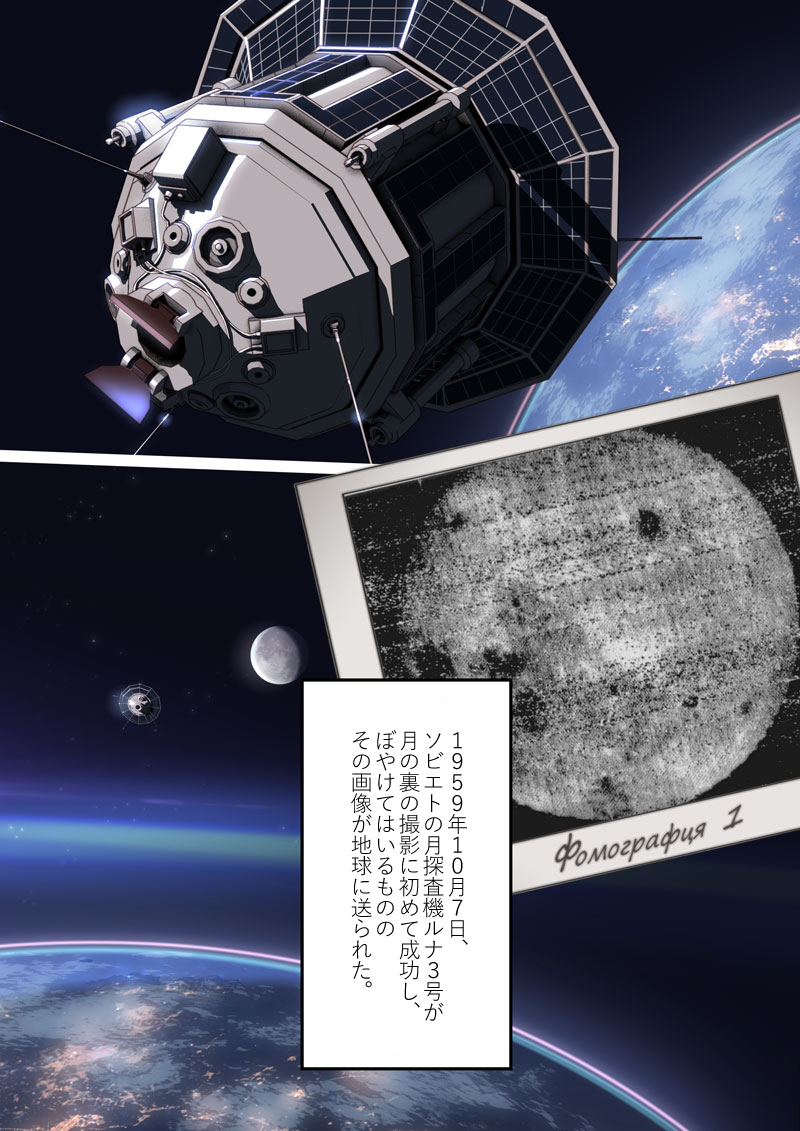 Фомографця 1
1959年10月7日、
ソビエトの月探査機ルナ3号が
月の裏の撮影に初めて成功し、
ぼやけてはいるものの
その画像が地球に送られた。